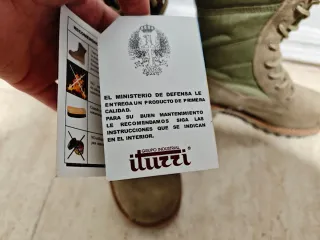 EL MINISTERIO DE DEFENSA LE
ENTREGA UN PRODUCTO DE PRIMERA
CALIDAD.
PARA SU BUEN MANTENIMIENTO
LE RECOMENDAMOS SIGA LAS
INSTRUCCIONES QUE SE INDICAN
EN EL INTERIOR.
GRUPO INDUSTRIAL
iturri ®